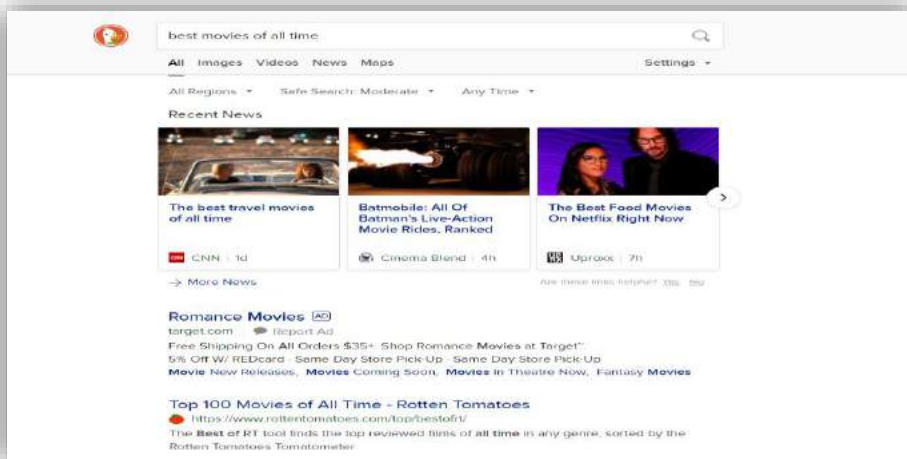 best movies of all time
All Images Videos News Maps Settings
All Regions Safe Search: Moderate Any Time
Recent News
The best travel movies
of all time
CNN 1d
Batmobile: All Of
Batman's Live-Action
Movie Rides, Ranked
Cinema Blend 4h
The Best Food Movies
On Netflix Right Now
Uproxx 7h
→ More News
Are these links helpful? Yes No
Romance Movies AD
target.com Report Ad
Free Shipping On All Orders $35+. Shop Romance Movies at Target™.
5% Off W/ REDcard · Same Day Store Pick-Up · Same Day Store Pick-Up
Movie New Releases, Movies Coming Soon, Movies In Theatre Now, Fantasy Movies
Top 100 Movies of All Time - Rotten Tomatoes
https://www.rottentomatoes.com/top/bestofrt/
The Best of RT tool finds the top reviewed films of all time in any genre, sorted by the
Rotten Tomatoes Tomatometer